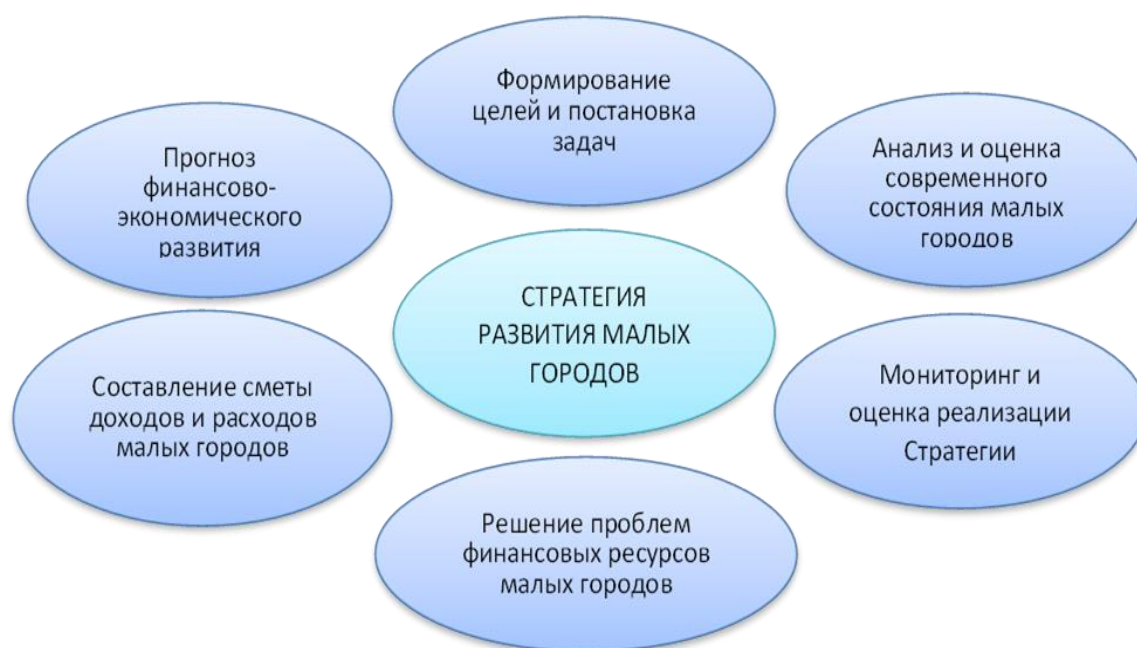 Формирование
целей и постановка
задач
Прогноз
финансово-
экономического
развития
Анализ и оценка
современного
состояния малых
городов
СТРАТЕГИЯ
РАЗВИТИЯ МАЛЫХ
ГОРОДОВ
Составление сметы
доходов и расходов
малых городов
Мониторинг и
оценка реализации
Стратегии
Решение проблем
финансовых ресурсов
малых городов